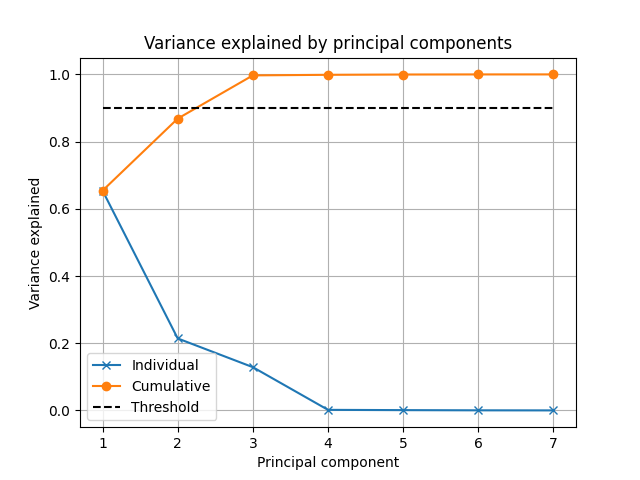 Variance explained by principal components
1.0
0.8
0.6
0.4
0.2
0.0
Variance explained
Individual
Cumulative
Threshold
1 2 3 4 5 6 7
Principal component